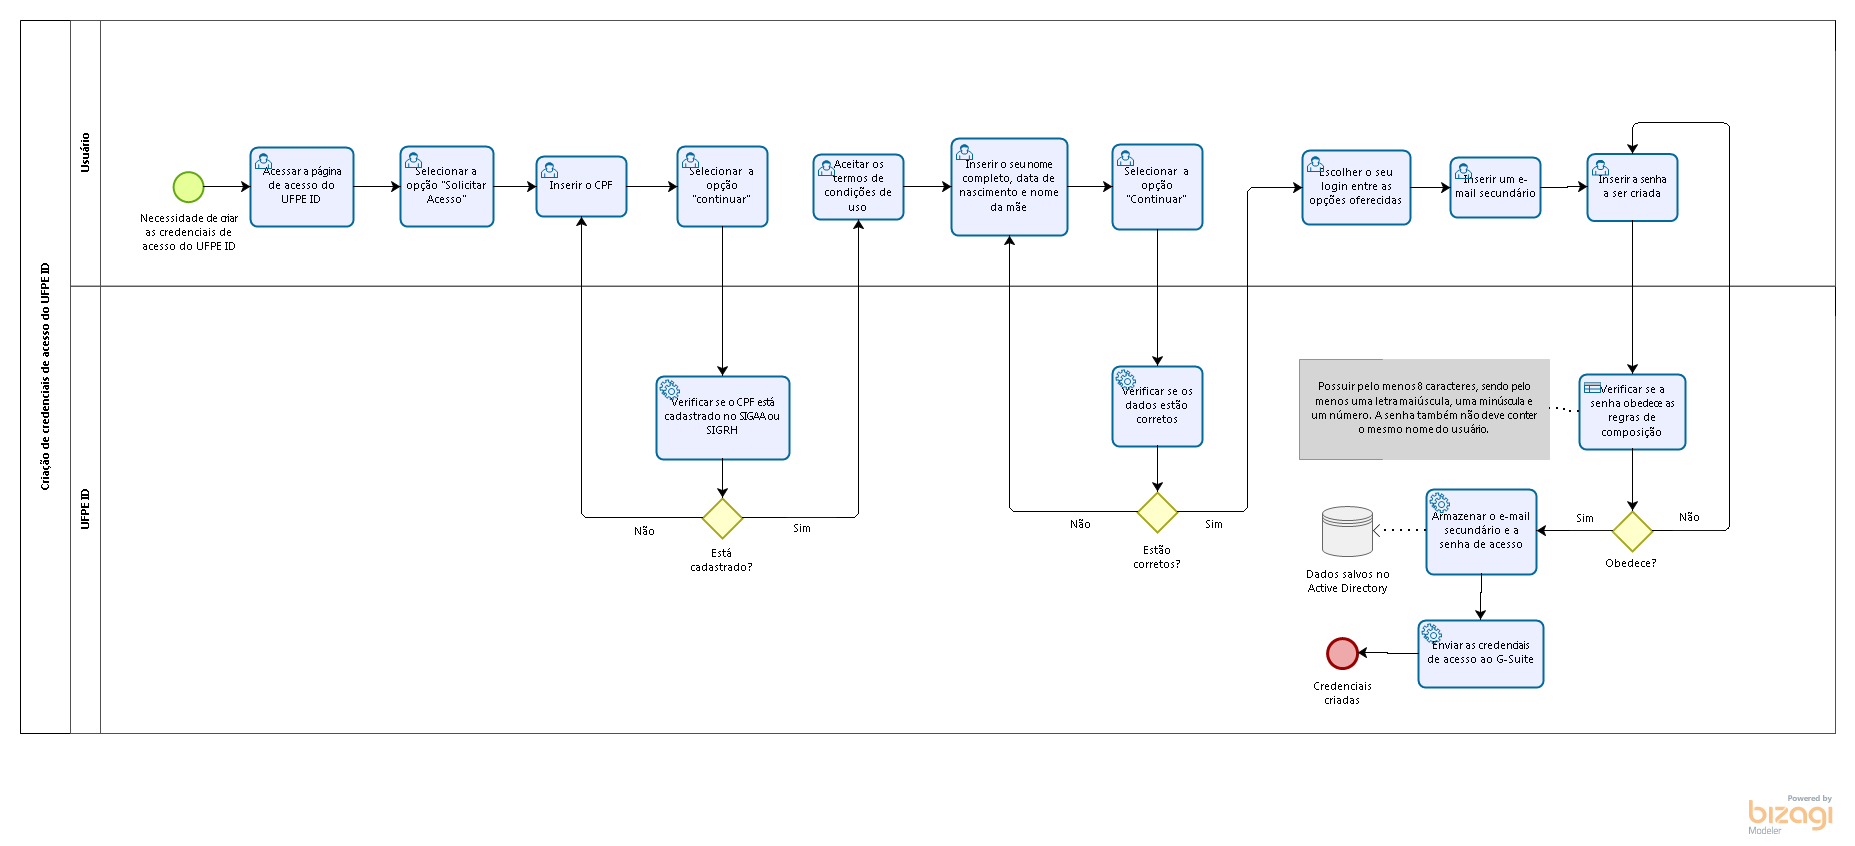 Criação de credenciais de acesso do UFPE ID
Usuário
Necessidade de criar
as credenciais de
acesso do UFPE ID
Acessar a página
de acesso do
UFPE ID
Selecionar a
opção "Solicitar
Acesso"
Inserir o CPF
Selecionar a
opção
"continuar"
Aceitar os
termos de
condições de
uso
Inserir o seu nome
completo, data de
nascimento e nome
da mãe
Selecionar a
opção
"Continuar"
Escolher o seu
login entre as
opções oferecidas
Inserir um e-
mail secundário
Inserir a senha
a ser criada
UFPE ID
Verificar se o CPF está
cadastrado no SIGAA ou
SIGRH
Não
Sim
Está
cadastrado?
Verificar se os
dados estão
corretos
Não
Sim
Estão
corretos?
Possuir pelo menos 8 caracteres, sendo pelo
menos uma letra maiúscula, uma minúscula e
um número. A senha também não deve conter
o mesmo nome do usuário.
Verificar se a
senha obedece as
regras de
composição
Sim
Não
Obedece?
Armazenar o e-mail
secundário e a
senha de acesso
Dados salvos no
Active Directory
Enviar as credenciais
de acesso ao G-Suite
Credenciais
criadas
Powered by
bizagi
Modeler